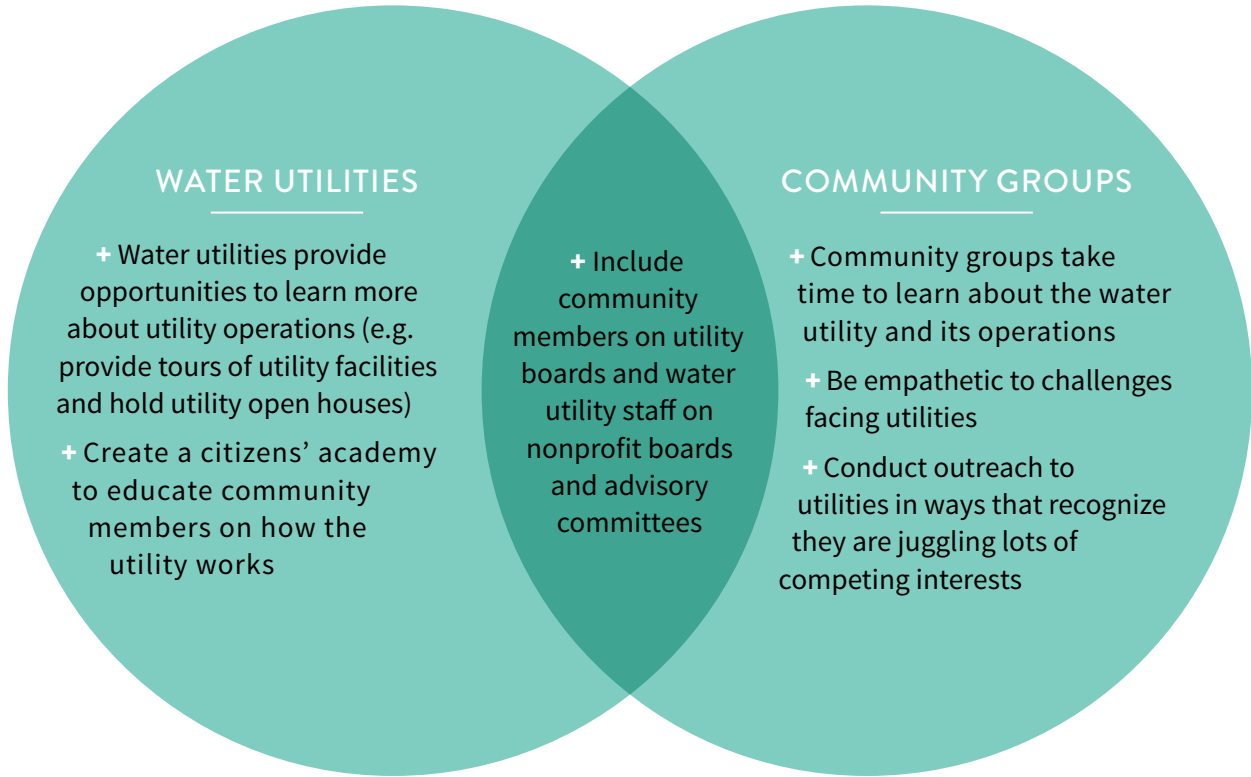 WATER UTILITIES
+ Water utilities provide
opportunities to learn more
about utility operations (e.g.
provide tours of utility facilities
and hold utility open houses)
+ Create a citizens’ academy
to educate community
members on how the
utility works
+ Include
community
members on utility
boards and water
utility staff on
nonprofit boards
and advisory
committees
COMMUNITY GROUPS
+ Community groups take
time to learn about the water
utility and its operations
+ Be empathetic to challenges
facing utilities
+ Conduct outreach to
utilities in ways that recognize
they are juggling lots of
competing interests